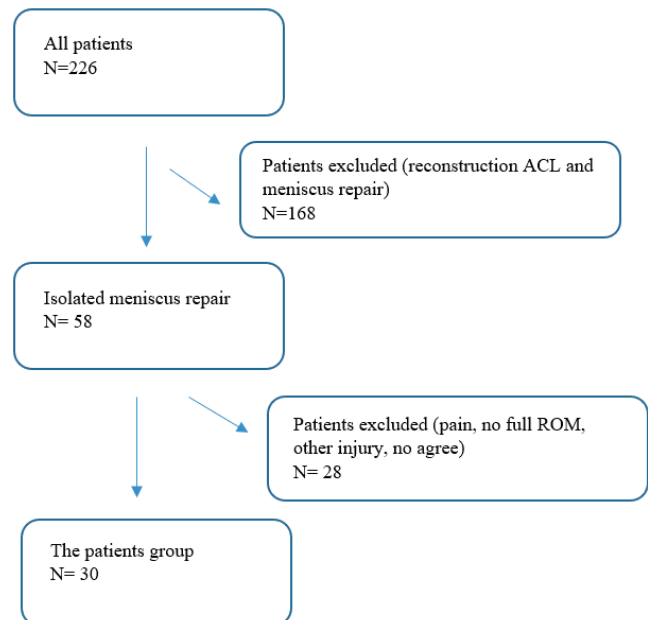 All patients
N=226
Patients excluded (reconstruction ACL and
meniscus repair)
N=168
Isolated meniscus repair
N= 58
Patients excluded (pain, no full ROM,
other injury, no agree)
N= 28
The patients group
N= 30